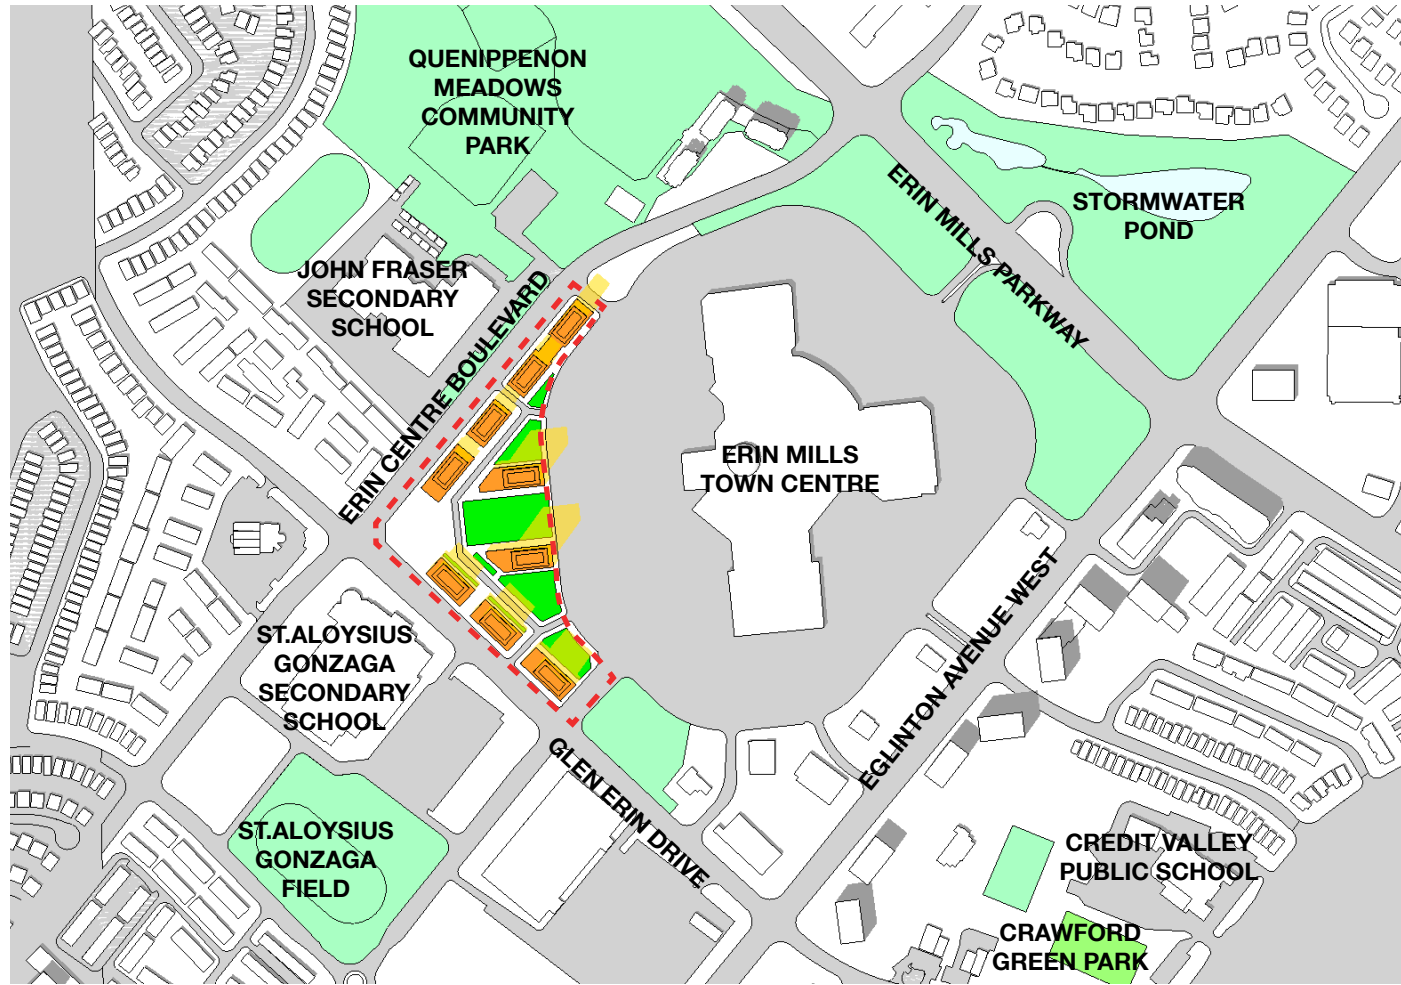 QUENIPPENON
MEADOWS
COMMUNITY
PARK
ERIN MILLS PARKWAY
STORMWATER
POND
JOHN FRASER
SECONDARY
SCHOOL
ERIN CENTRE BOULEVARD
ERIN MILLS
TOWN CENTRE
EGLINTON AVENUE WEST
ST.ALOYSIUS
GONZAGA
SECONDARY
SCHOOL
GLEN ERIN DRIVE
ST.ALOYSIUS
GONZAGA
FIELD
CREDIT VALLEY
PUBLIC SCHOOL
CRAWFORD
GREEN PARK